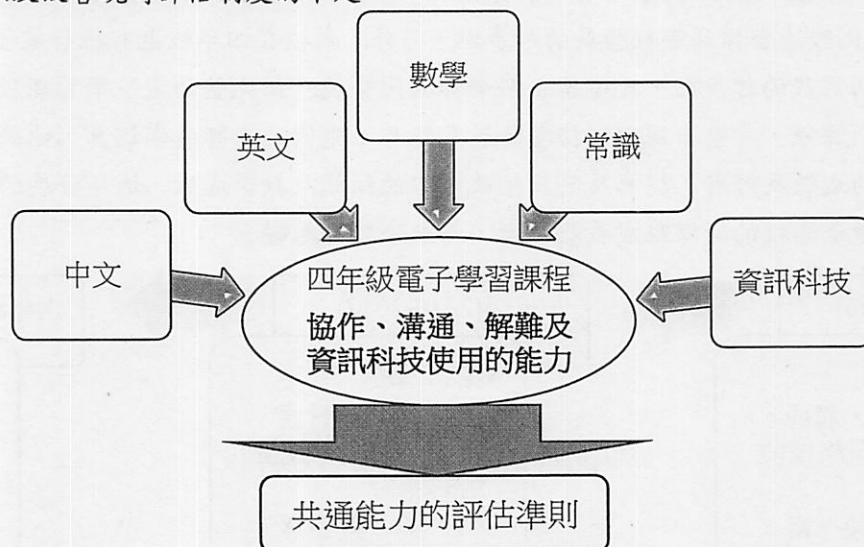 數學
英文
常識
中文
資訊科技
四年級電子學習課程
協作、溝通、解難及
資訊科技使用的能力
共通能力的評估準則